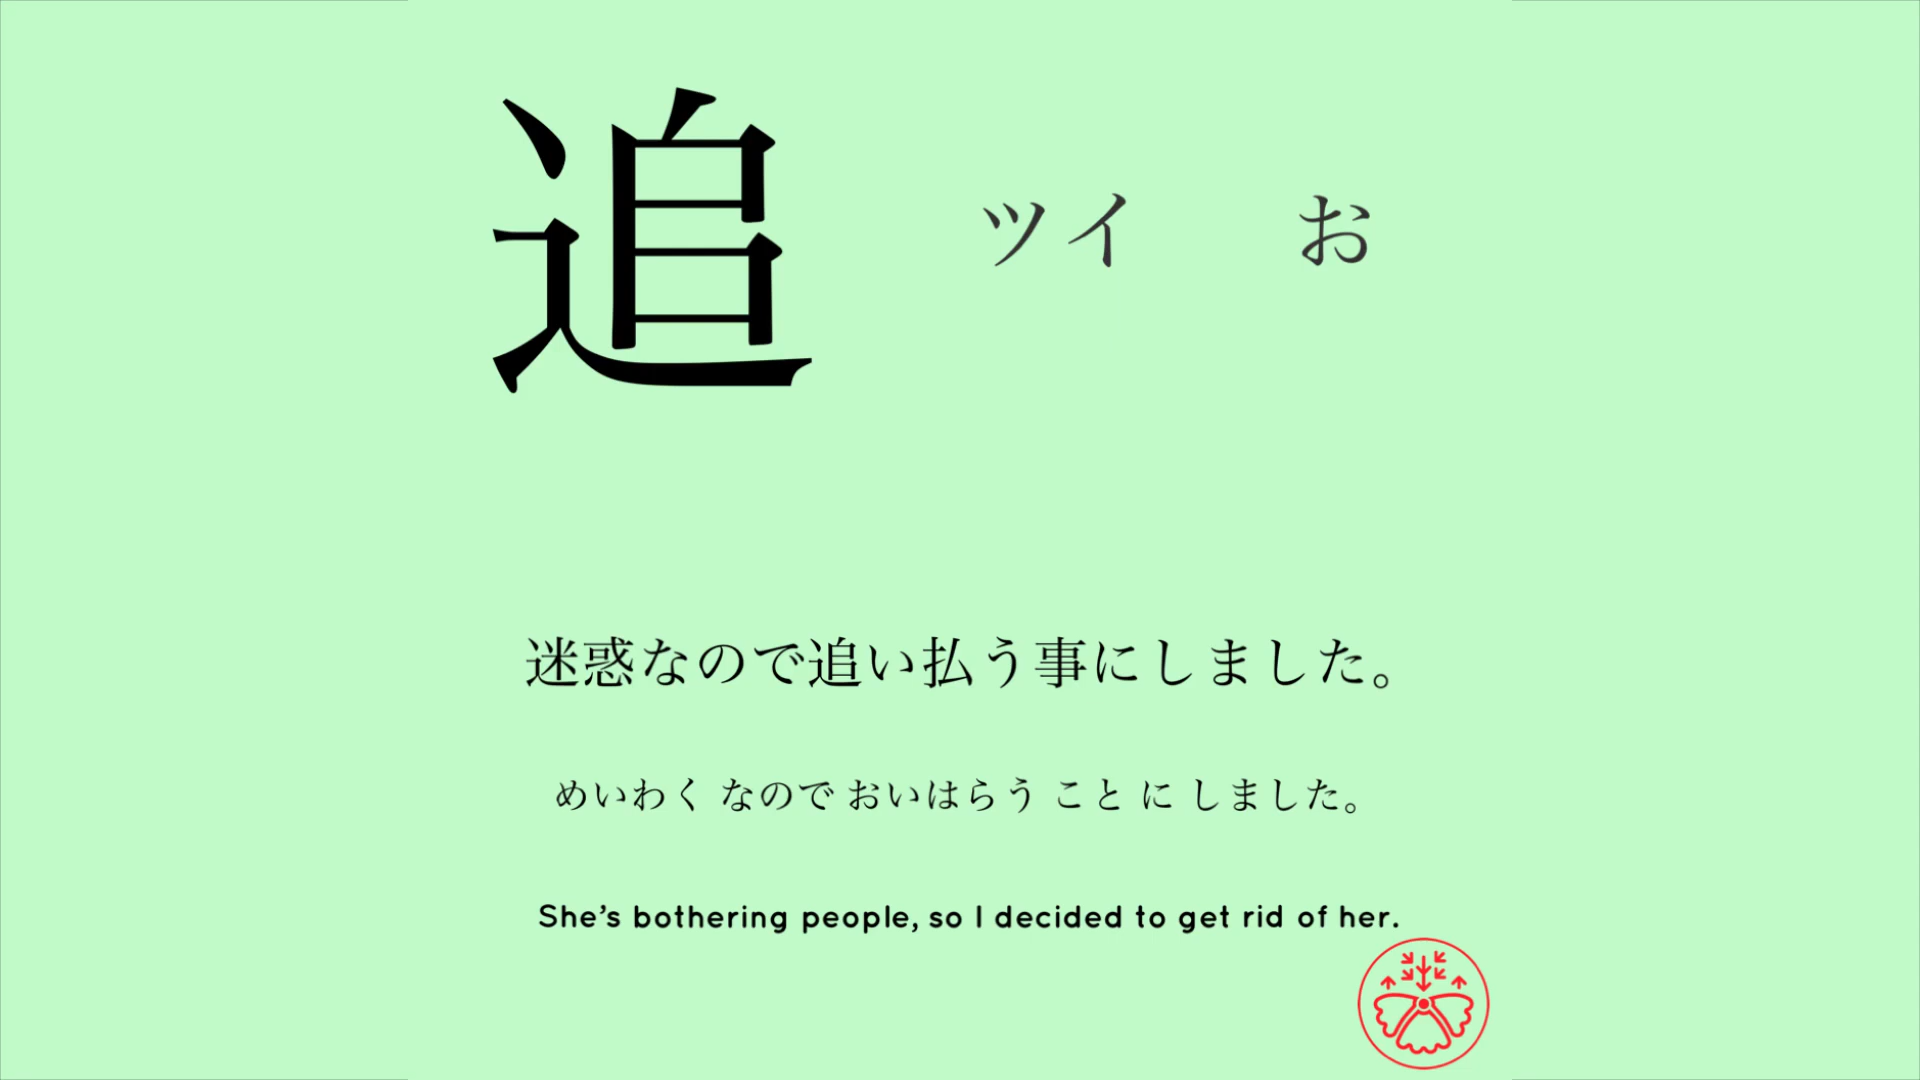 追 ツイ お
迷惑なので追い払う事にしました。
めいわく なので おいはらう こと に しました。
She's bothering people, so I decided to get rid of her.